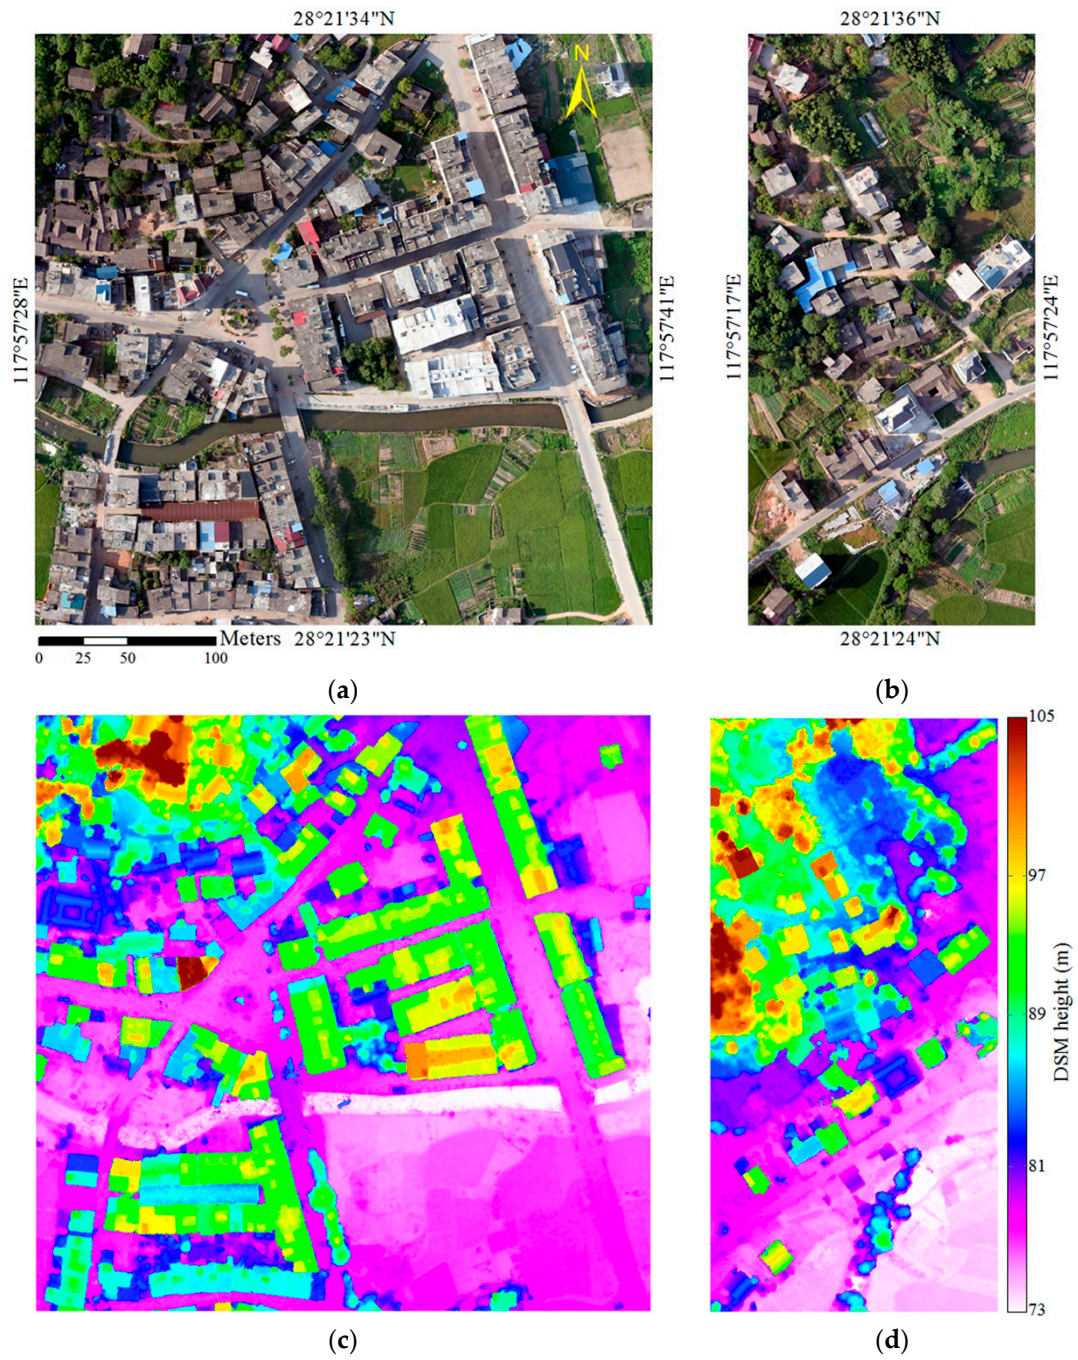 28°21'34"N
28°21'36"N
N
117°57'28"E
117°57'41"E
117°57'17"E
117°57'24"E
Meters
0 25 50 100
28°21'23"N
28°21'24"N
(a)
(b)
105
97
89
81
73
DSM height (m)
(c)
(d)